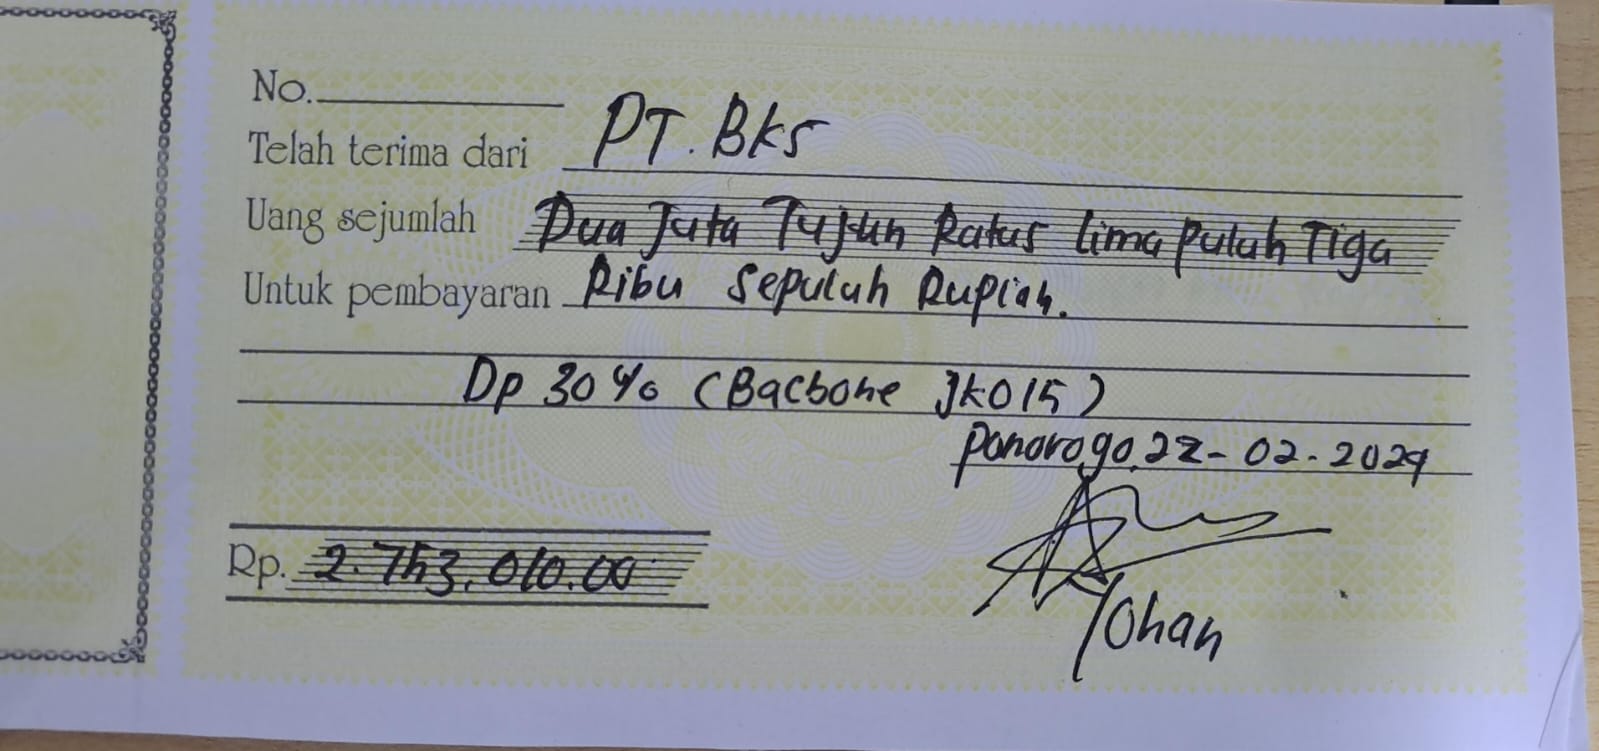 No.
Telah terima dari PT. BKS
Uang sejumlah Dua Juta Tujuh Ratus Lima Puluh Tiga
Untuk pembayaran Ribu Sepuluh Rupiah.
Dp 30% (Bacbone JK015)
Ponorogo, 22-02-2024
Rp. 2.753.010.00
Yohan